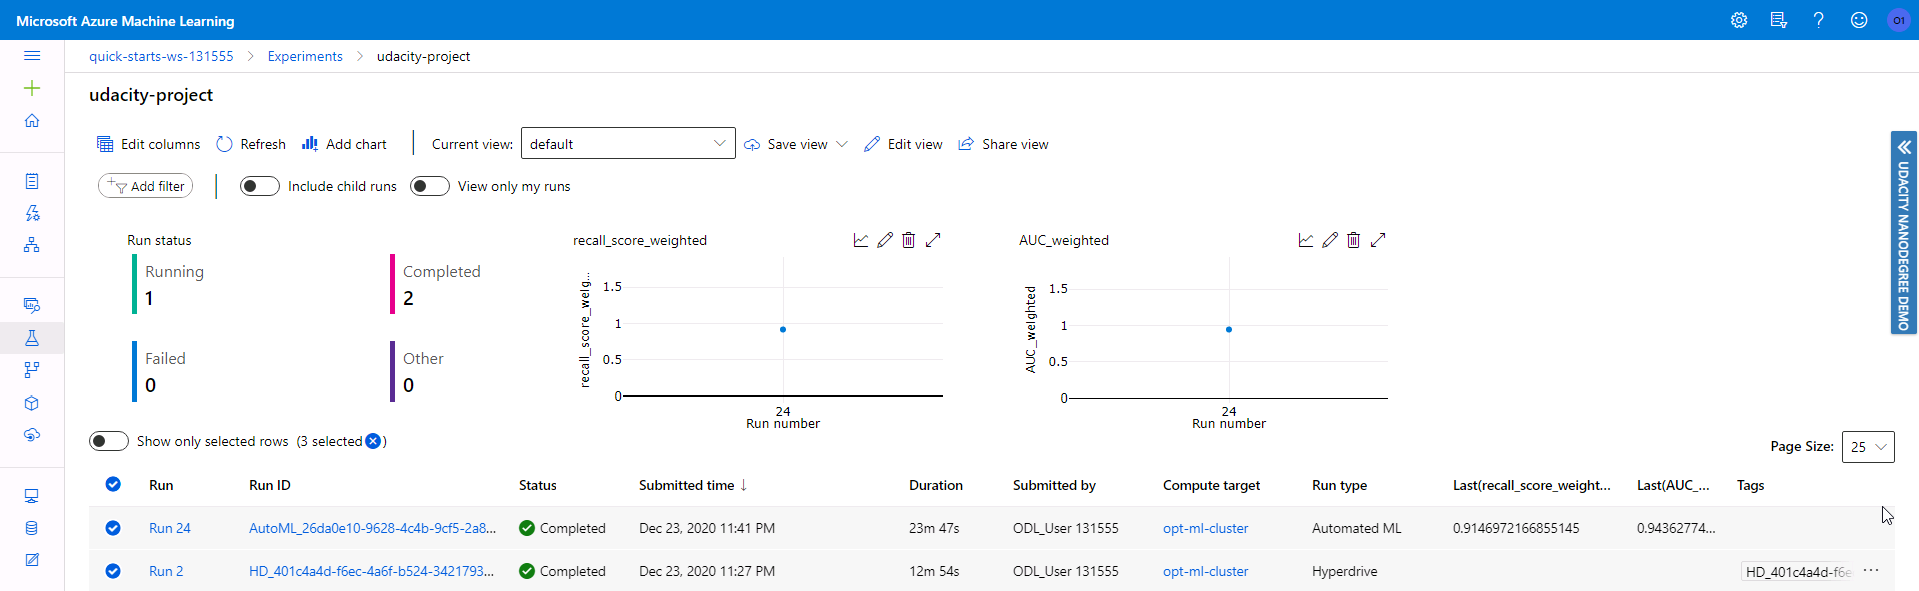 Microsoft Azure Machine Learning
O1
quick-starts-ws-131555 > Experiments > udacity-project
udacity-project
Edit columns Refresh Add chart Current view: default Save view Edit view Share view
Add filter Include child runs View only my runs
UDACITY NANODEGREE DEMO
Run status
Running
1
Completed
2
Failed
0
Other
0
recall_score_weighted
recall_score_weig...
1.5
1
0.5
0
24
Run number
AUC_weighted
AUC_weighted
1.5
1
0.5
0
24
Run number
Show only selected rows (3 selected )
Page Size: 25
Run Run ID Status Submitted time ↓ Duration Submitted by Compute target Run type Last(recall_score_weight... Last(AUC_... Tags
Run 24 AutoML_26da0e10-9628-4c4b-9cf5-2a8... Completed Dec 23, 2020 11:41 PM 23m 47s ODL_User 131555 opt-ml-cluster Automated ML 0.9146972166855145 0.94362774...
Run 2 HD_401c4a4d-f6ec-4a6f-b524-3421793... Completed Dec 23, 2020 11:27 PM 12m 54s ODL_User 131555 opt-ml-cluster Hyperdrive HD_401c4a4d-f6e ...